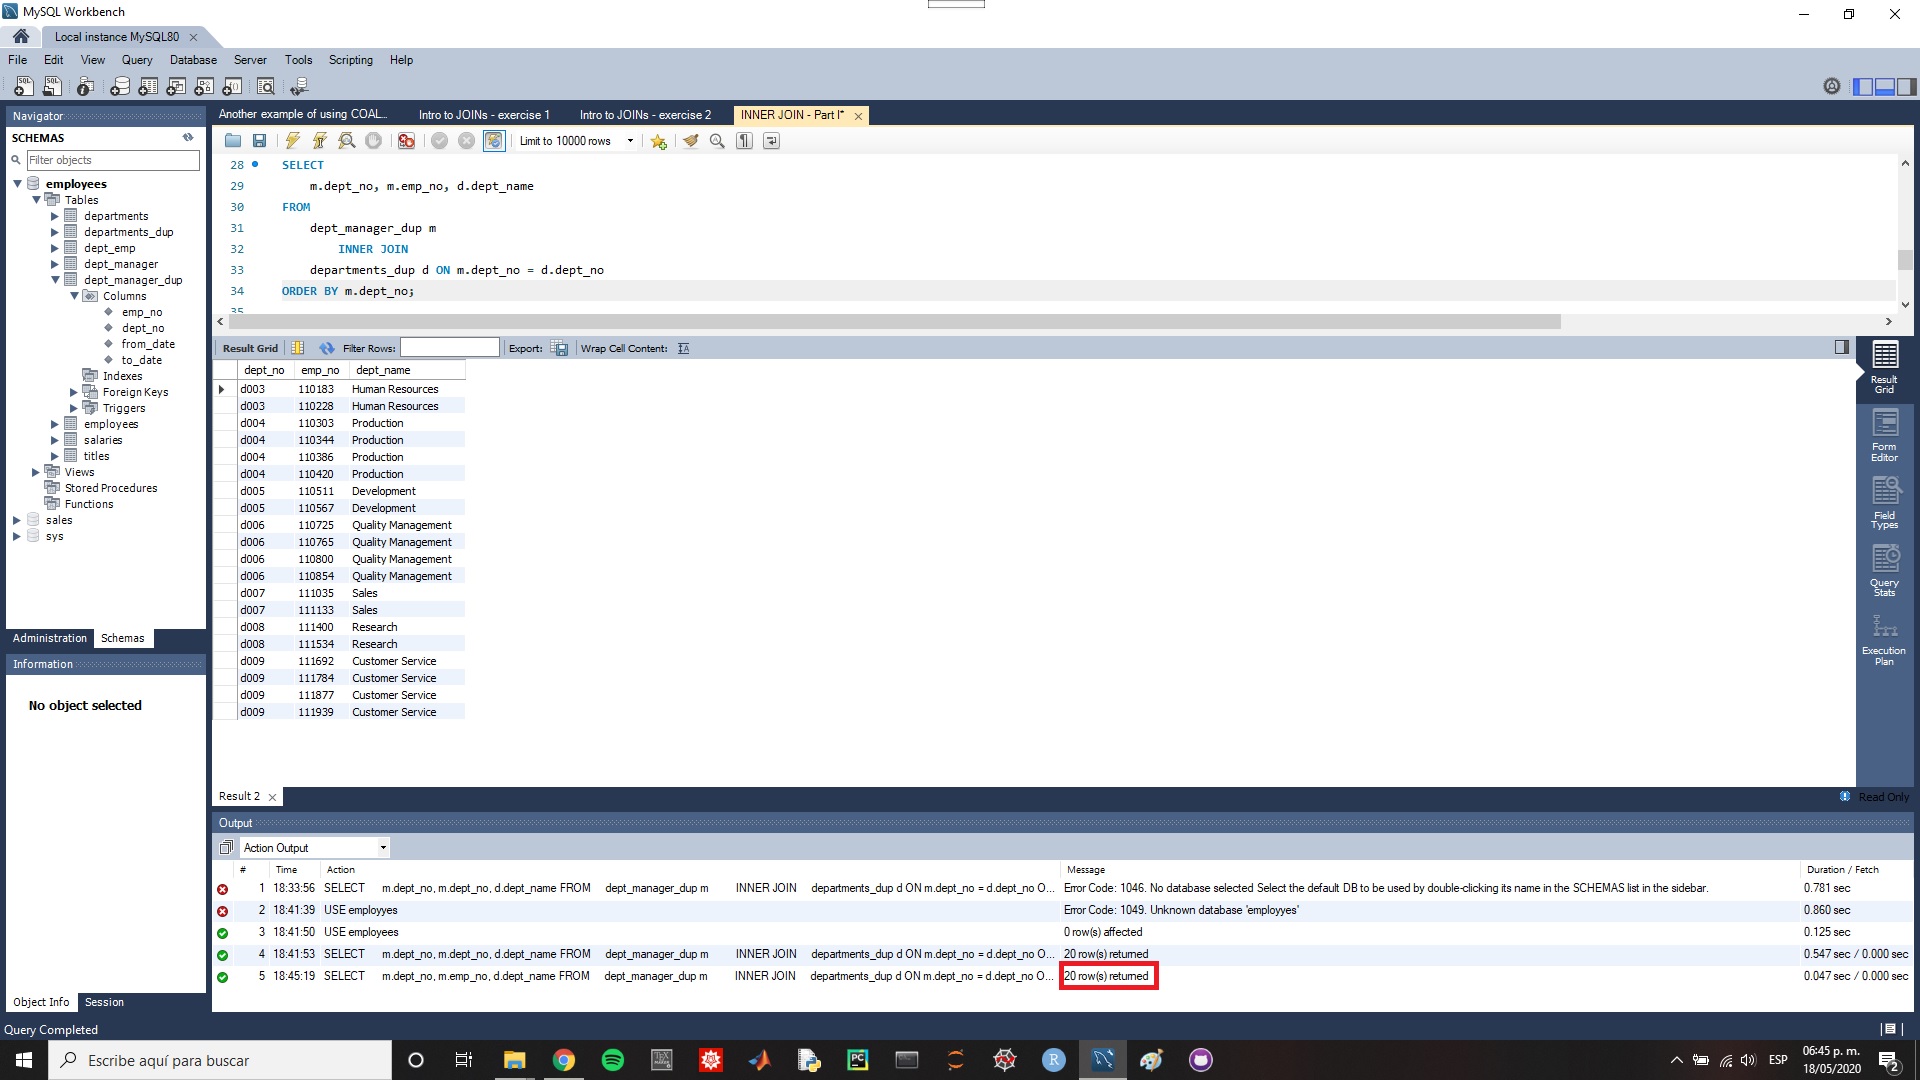 MySQL Workbench
Local instance MySQL80
File Edit View Query Database Server Tools Scripting Help
Navigator
SCHEMAS
Filter objects
employees
Tables
departments
departments_dup
dept_emp
dept_manager
dept_manager_dup
Columns
emp_no
dept_no
from_date
to_date
Indexes
Foreign Keys
Triggers
employees
salaries
titles
Views
Stored Procedures
Functions
sales
sys
Administration Schemas
Information
No object selected
Object Info Session
Another example of using COAL... Intro to JOINs - exercise 1 Intro to JOINs - exercise 2 INNER JOIN - Part I*
Limit to 10000 rows
28 SELECT
29 m.dept_no, m.emp_no, d.dept_name
30 FROM
31 dept_manager_dup m
32 INNER JOIN
33 departments_dup d ON m.dept_no = d.dept_no
34 ORDER BY m.dept_no;
35
Result Grid Filter Rows: Export: Wrap Cell Content:
dept_no emp_no dept_name
d003 110183 Human Resources
d003 110228 Human Resources
d004 110303 Production
d004 110344 Production
d004 110386 Production
d004 110420 Production
d005 110511 Development
d005 110567 Development
d006 110725 Quality Management
d006 110765 Quality Management
d006 110800 Quality Management
d006 110854 Quality Management
d007 111035 Sales
d007 111133 Sales
d008 111400 Research
d008 111534 Research
d009 111692 Customer Service
d009 111784 Customer Service
d009 111877 Customer Service
d009 111939 Customer Service
Result
Grid
Form
Editor
Field
Types
Query
Stats
Execution
Plan
Result 2
Read Only
Output
Action Output
# Time Action Message Duration / Fetch
1 18:33:56 SELECT m.dept_no, m.dept_no, d.dept_name FROM dept_manager_dup m INNER JOIN departments_dup d ON m.dept_no = d.dept_no O... Error Code: 1046. No database selected Select the default DB to be used by double-clicking its name in the SCHEMAS list in the sidebar. 0.781 sec
2 18:41:39 USE employyes Error Code: 1049. Unknown database 'employyes' 0.860 sec
3 18:41:50 USE employees 0 row(s) affected 0.125 sec
4 18:41:53 SELECT m.dept_no, m.dept_no, d.dept_name FROM dept_manager_dup m INNER JOIN departments_dup d ON m.dept_no = d.dept_no O... 20 row(s) returned 0.547 sec / 0.000 sec
5 18:45:19 SELECT m.dept_no, m.emp_no, d.dept_name FROM dept_manager_dup m INNER JOIN departments_dup d ON m.dept_no = d.dept_no O... 20 row(s) returned 0.047 sec / 0.000 sec
Query Completed
Escribe aquí para buscar
ESP
06:45 p. m.
18/05/2020
2